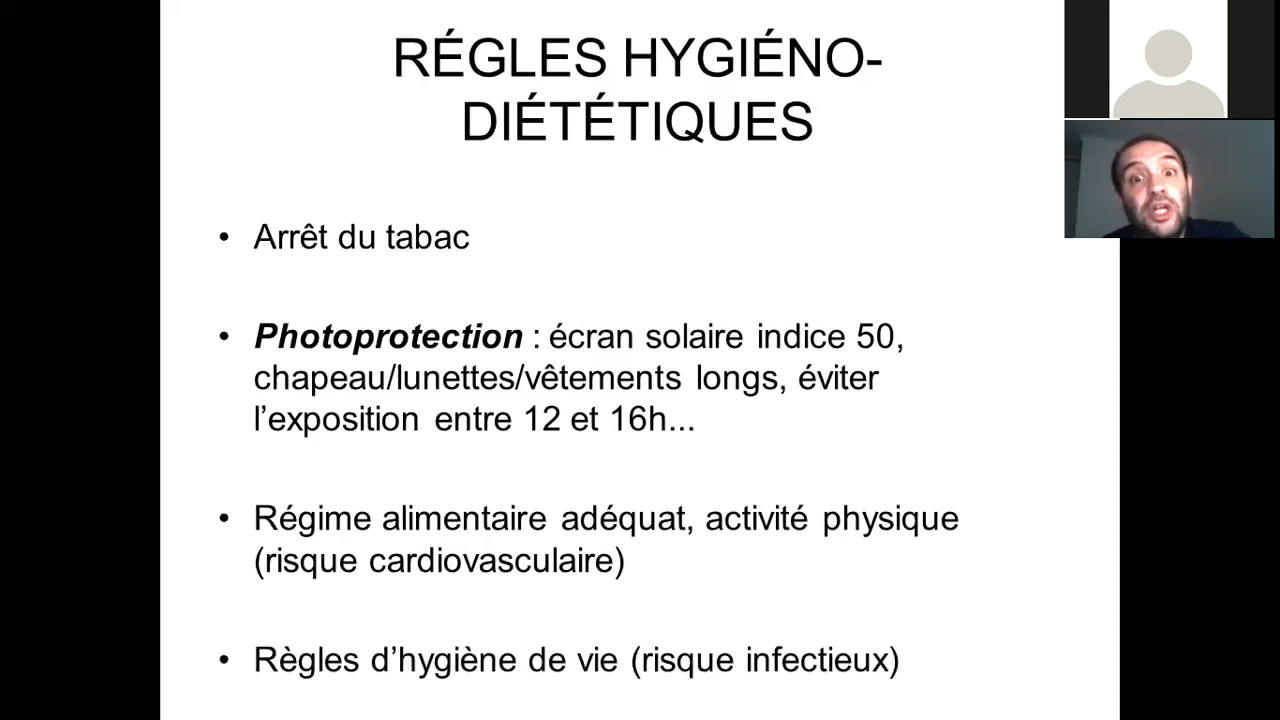 RÉGLES HYGIÉNO-
DIÉTÉTIQUES
• Arrêt du tabac
• Photoprotection : écran solaire indice 50,
chapeau/lunettes/vêtements longs, éviter
l’exposition entre 12 et 16h...
• Régime alimentaire adéquat, activité physique
(risque cardiovasculaire)
• Règles d’hygiène de vie (risque infectieux)